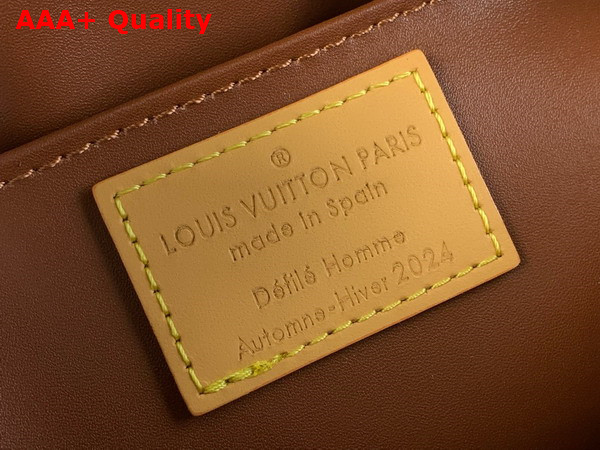 AAA+ Quality
®
LOUIS VUITTON PARIS
made in Spain
Défilé Homme
Automne-Hiver 2024